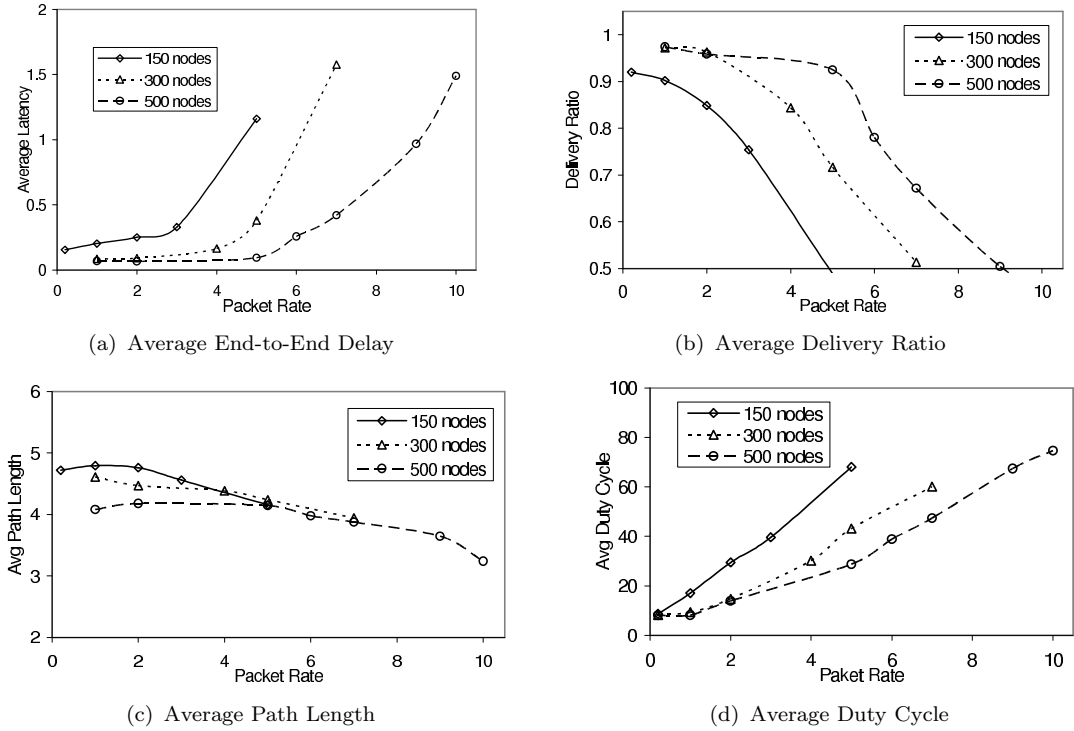 2
1.5
1
0.5
0
0 2 4 6 8 10
Average Latency
Packet Rate
150 nodes
300 nodes
500 nodes
(a) Average End-to-End Delay
1
0.9
0.8
0.7
0.6
0.5
0 2 4 6 8 10
Delivery Ratio
Packet Rate
150 nodes
300 nodes
500 nodes
(b) Average Delivery Ratio
6
5
4
3
2
0 2 4 6 8 10
Avg Path Length
Packet Rate
150 nodes
300 nodes
500 nodes
(c) Average Path Length
100
80
60
40
20
0
0 2 4 6 8 10
Avg Duty Cycle
Paket Rate
150 nodes
300 nodes
500 nodes
(d) Average Duty Cycle